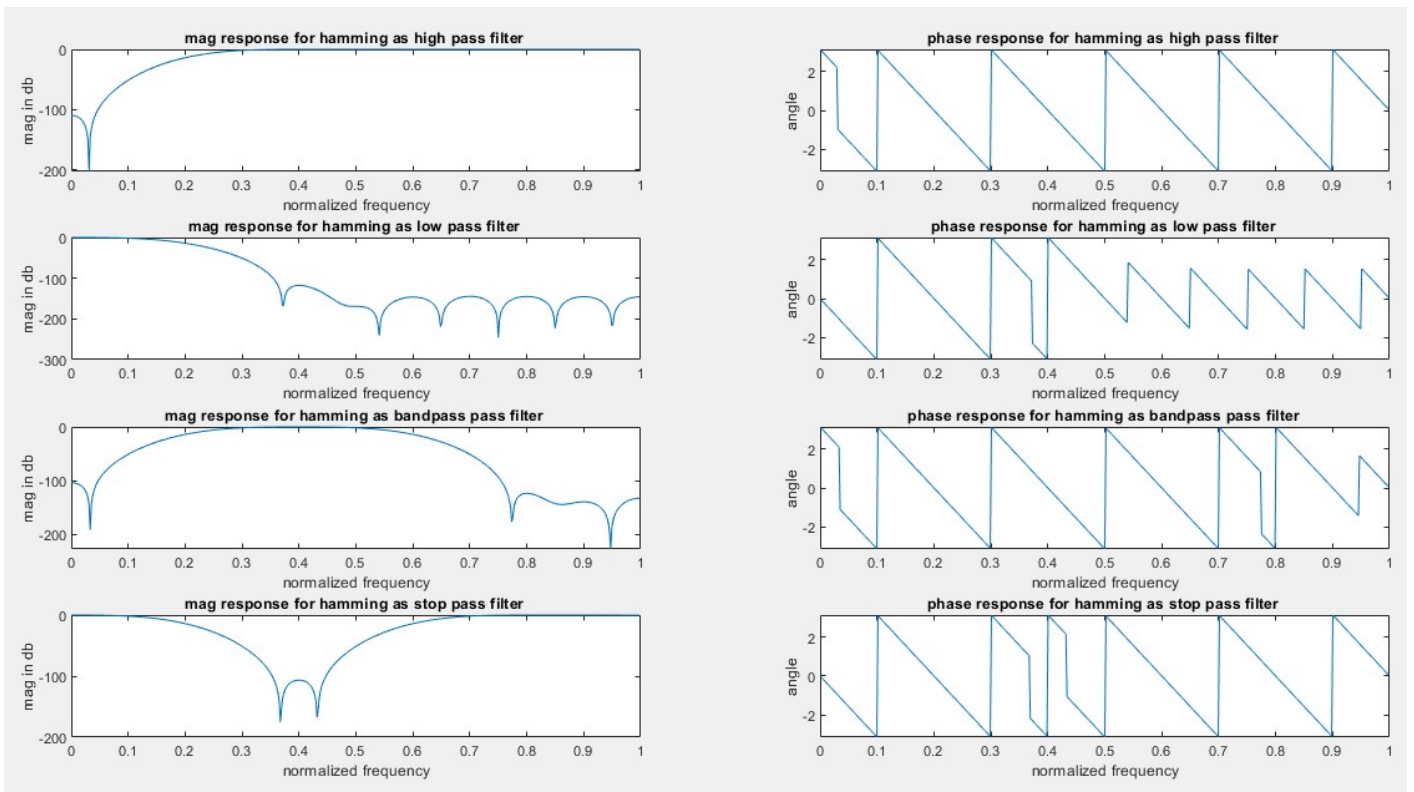 mag response for hamming as high pass filter
mag in db
0
-100
-200
0 0.1 0.2 0.3 0.4 0.5 0.6 0.7 0.8 0.9 1
normalized frequency
phase response for hamming as high pass filter
angle
2
0
-2
0 0.1 0.2 0.3 0.4 0.5 0.6 0.7 0.8 0.9 1
normalized frequency
mag response for hamming as low pass filter
mag in db
0
-100
-200
-300
0 0.1 0.2 0.3 0.4 0.5 0.6 0.7 0.8 0.9 1
normalized frequency
phase response for hamming as low pass filter
angle
2
0
-2
0 0.1 0.2 0.3 0.4 0.5 0.6 0.7 0.8 0.9 1
normalized frequency
mag response for hamming as bandpass pass filter
mag in db
0
-100
-200
0 0.1 0.2 0.3 0.4 0.5 0.6 0.7 0.8 0.9 1
normalized frequency
phase response for hamming as bandpass pass filter
angle
2
0
-2
0 0.1 0.2 0.3 0.4 0.5 0.6 0.7 0.8 0.9 1
normalized frequency
mag response for hamming as stop pass filter
mag in db
0
-100
-200
0 0.1 0.2 0.3 0.4 0.5 0.6 0.7 0.8 0.9 1
normalized frequency
phase response for hamming as stop pass filter
angle
2
0
-2
0 0.1 0.2 0.3 0.4 0.5 0.6 0.7 0.8 0.9 1
normalized frequency